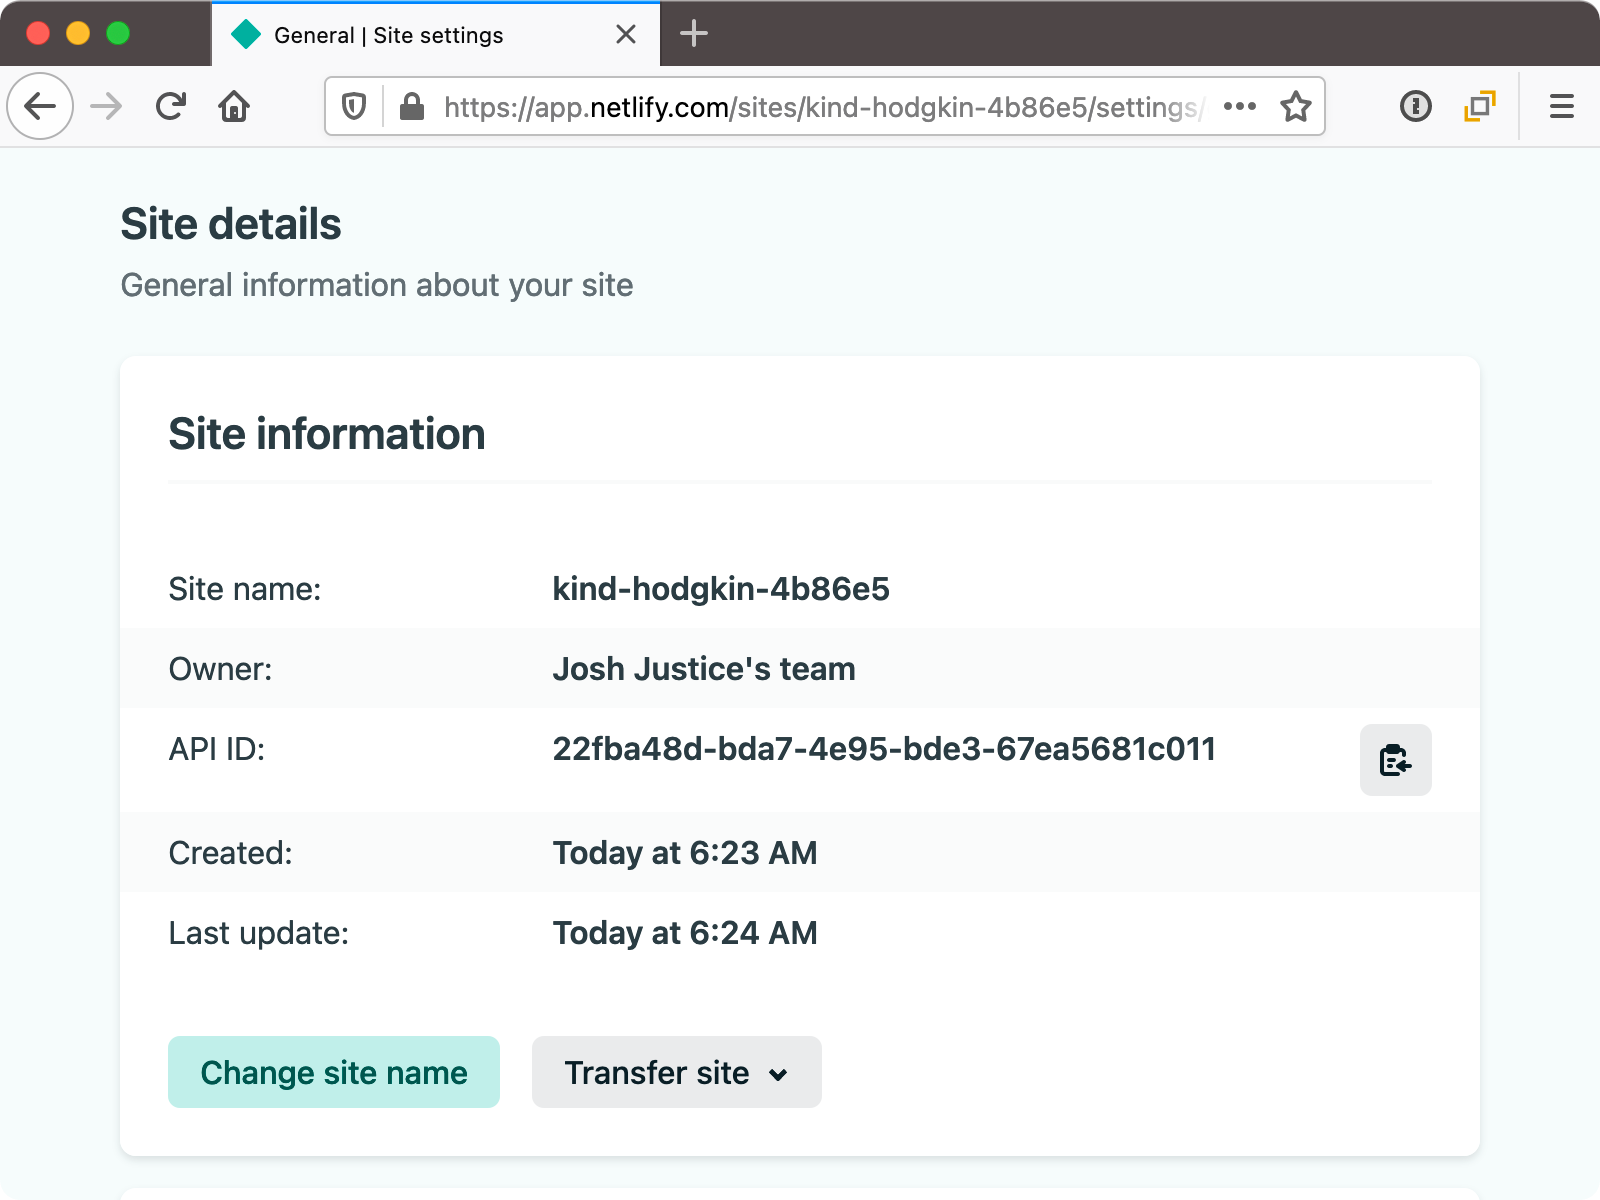 General | Site settings
https://app.netlify.com/sites/kind-hodgkin-4b86e5/settings/
Site details
General information about your site
Site information
Site name: kind-hodgkin-4b86e5
Owner: Josh Justice's team
API ID: 22fba48d-bda7-4e95-bde3-67ea5681c011
Created: Today at 6:23 AM
Last update: Today at 6:24 AM
Change site name Transfer site